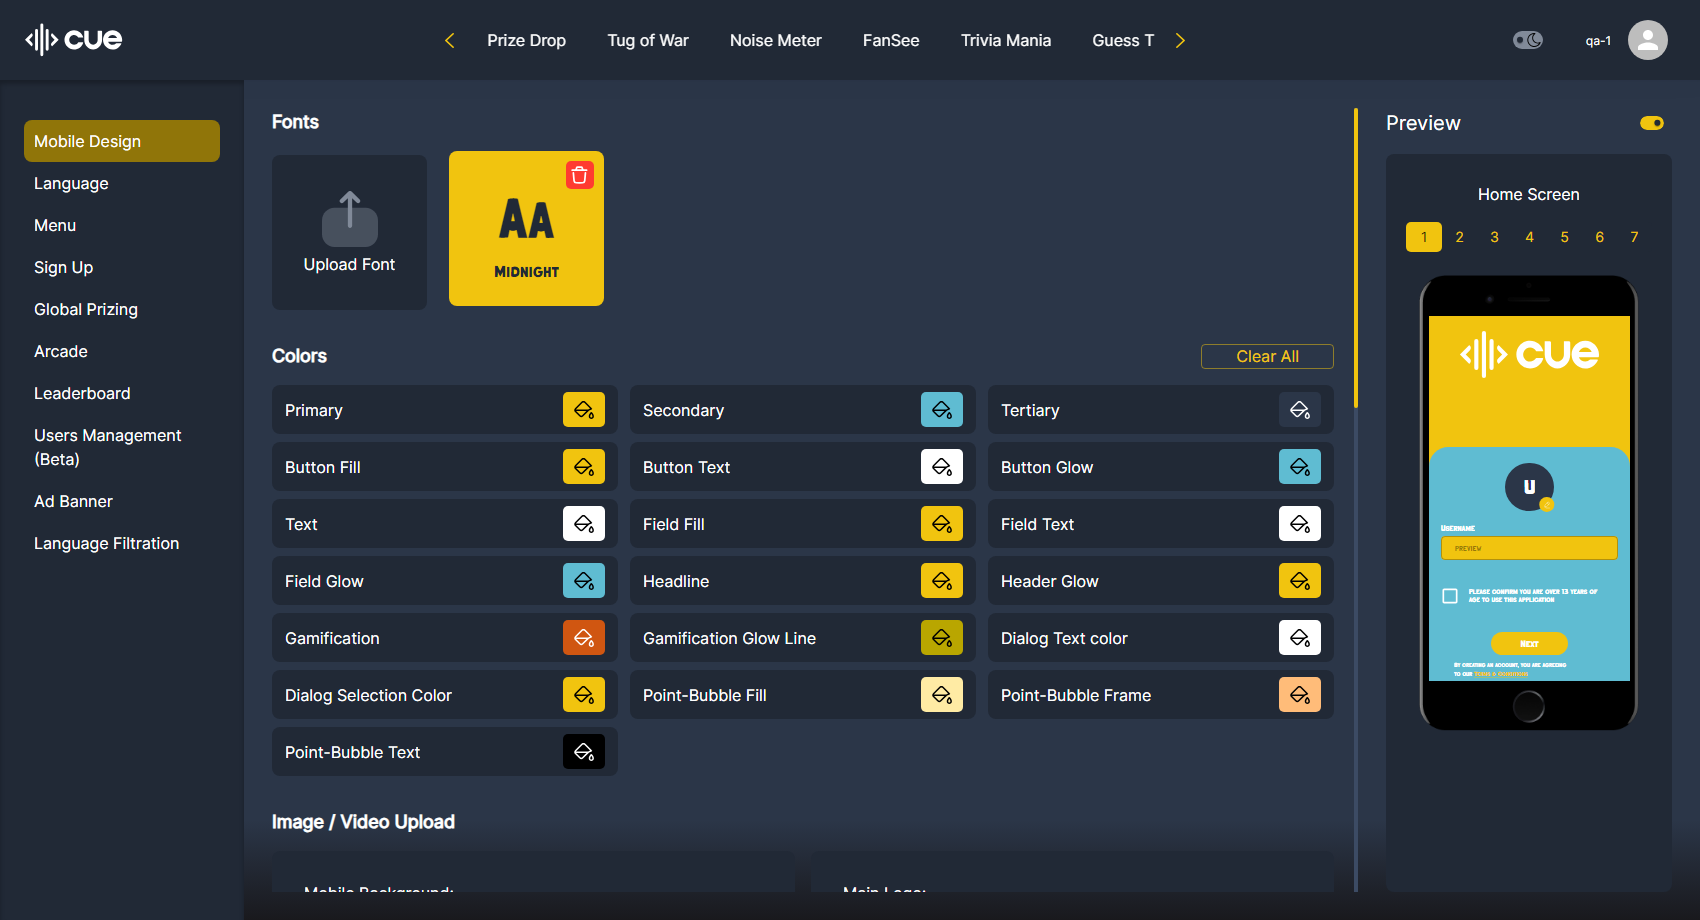 cue
Prize Drop
Tug of War
Noise Meter
FanSee
Trivia Mania
Guess T
qa-1
Mobile Design
Language
Menu
Sign Up
Global Prizing
Arcade
Leaderboard
Users Management
(Beta)
Ad Banner
Language Filtration
Fonts
Upload Font
AA
MIDNIGHT
Colors
Clear All
Primary
Secondary
Tertiary
Button Fill
Button Text
Button Glow
Text
Field Fill
Field Text
Field Glow
Headline
Header Glow
Gamification
Gamification Glow Line
Dialog Text color
Dialog Selection Color
Point-Bubble Fill
Point-Bubble Frame
Point-Bubble Text
Image / Video Upload
Mobile Background:
Main Logo:
Preview
Home Screen
1 2 3 4 5 6 7
cue
U
USERNAME
PREVIEW
PLEASE CONFIRM YOU ARE OVER 13 YEARS OF
AGE TO USE THIS APPLICATION
NEXT
BY CREATING AN ACCOUNT, YOU ARE AGREEING
TO OUR TERMS & CONDITIONS